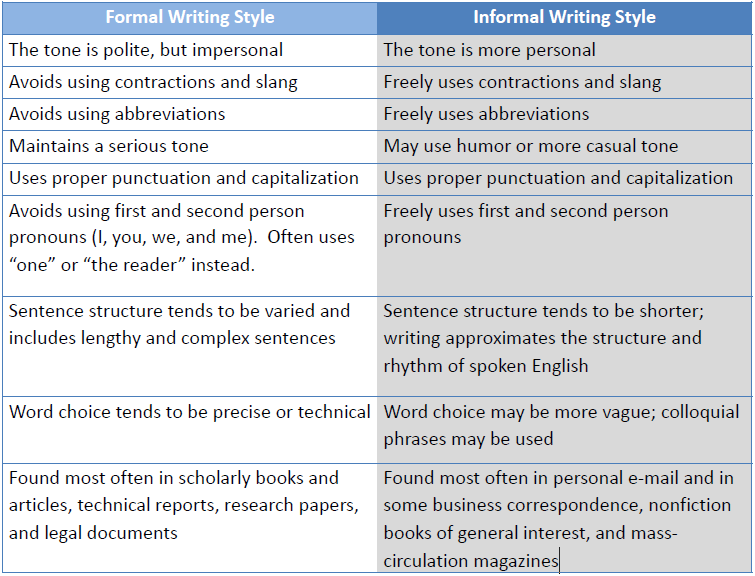 Formal Writing Style
Informal Writing Style
The tone is polite, but impersonal
The tone is more personal
Avoids using contractions and slang
Freely uses contractions and slang
Avoids using abbreviations
Freely uses abbreviations
Maintains a serious tone
May use humor or more casual tone
Uses proper punctuation and capitalization
Uses proper punctuation and capitalization
Avoids using first and second person
pronouns (I, you, we, and me).  Often uses
“one” or “the reader” instead.
Freely uses first and second person
pronouns
Sentence structure tends to be varied and
includes lengthy and complex sentences
Sentence structure tends to be shorter;
writing approximates the structure and
rhythm of spoken English
Word choice tends to be precise or technical
Word choice may be more vague; colloquial
phrases may be used
Found most often in scholarly books and
articles, technical reports, research papers,
and legal documents
Found most often in personal e-mail and in
some business correspondence, nonfiction
books of general interest, and mass-
circulation magazines